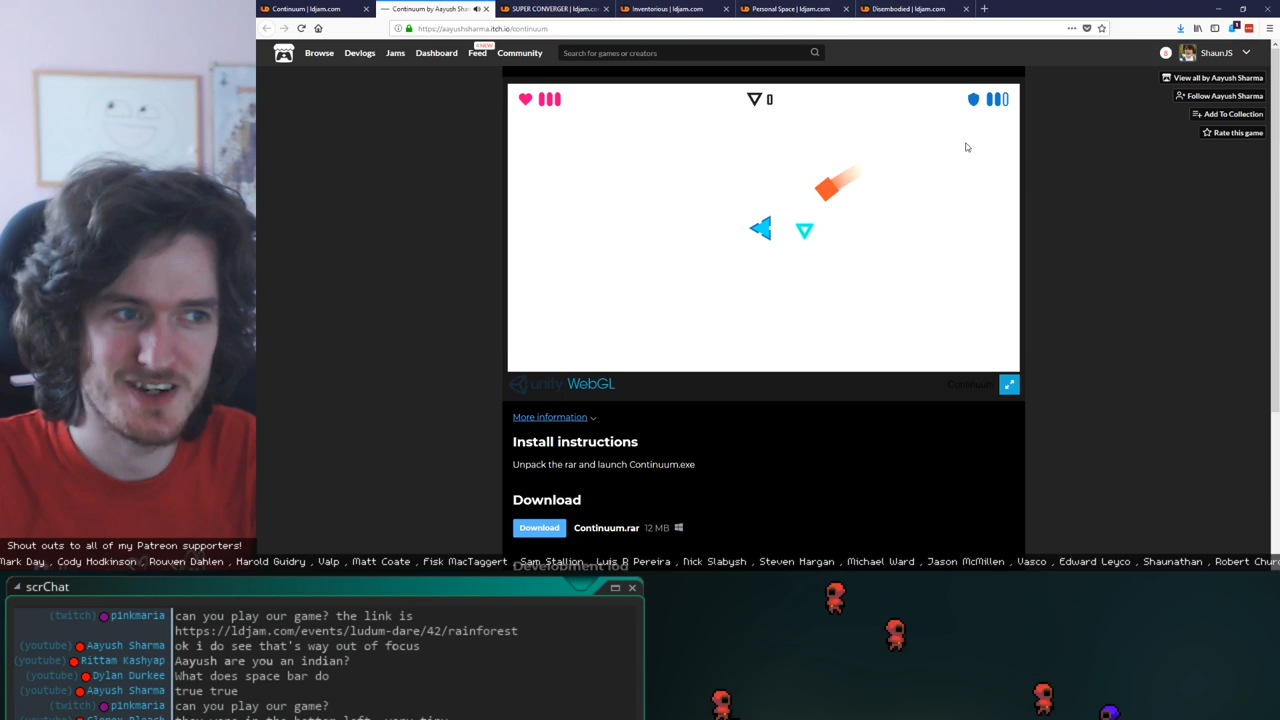 Continuum | ldjam.com
Continuum by Aayush Sha
SUPER CONVERGER | ldjam.co
Inventorious | ldjam.com
Personal Space | ldjam.com
Disembodied | ldjam.com
https://aayushsharma.itch.io/continuum
Browse Devlogs Jams Dashboard Feed Community
Search for games or creators
8 ShaunJS
View all by Aayush Sharma
Follow Aayush Sharma
Add To Collection
Rate this game
0
unity WebGL
Continuum
More information
Install instructions
Unpack the rar and launch Continuum.exe
Download
Download Continuum.rar 12 MB
Development log
Shout outs to all of my Patreon supporters!
Mark Day , Cody Hodkinson , Rouven Dahlen , Harold Guidry , Valp , Matt Coate , Fisk MacTaggert , Sam Stallion , Luis R Pereira , Nick Slabysh , Steven Hargan , Michael Ward , Jason McMillen , Vasco , Edward Leyco , Shaunathan , Robert Churc
scrChat
(twitch) pinkmaria can you play our game? the link is
https://ldjam.com/events/ludum-dare/42/rainforest
(youtube) Aayush Sharma ok i do see that's way out of focus
(youtube) Rittam Kashyap Aayush are you an indian?
(youtube) Dylan Durkee What does space bar do
(youtube) Aayush Sharma true true
(twitch) pinkmaria can you play our game?